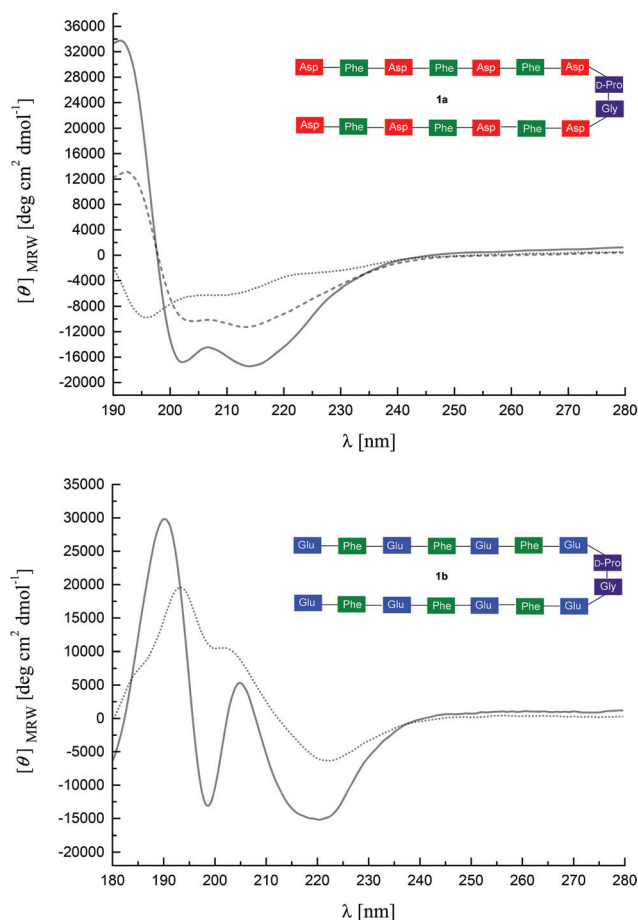 36000
32000
28000
24000
20000
16000
12000
8000
4000
0
-4000
-8000
-12000
-16000
-20000
[θ] MRW [deg cm² dmol⁻¹]
Asp Phe Asp Phe Asp Phe Asp
D-Pro
1a
Gly
Asp Phe Asp Phe Asp Phe Asp
190 200 210 220 230 240 250 260 270 280
λ [nm]
35000
30000
25000
20000
15000
10000
5000
0
-5000
-10000
-15000
-20000
[θ] MRW [deg cm² dmol⁻¹]
Glu Phe Glu Phe Glu Phe Glu
D-Pro
1b
Gly
Glu Phe Glu Phe Glu Phe Glu
180 190 200 210 220 230 240 250 260 270 280
λ [nm]